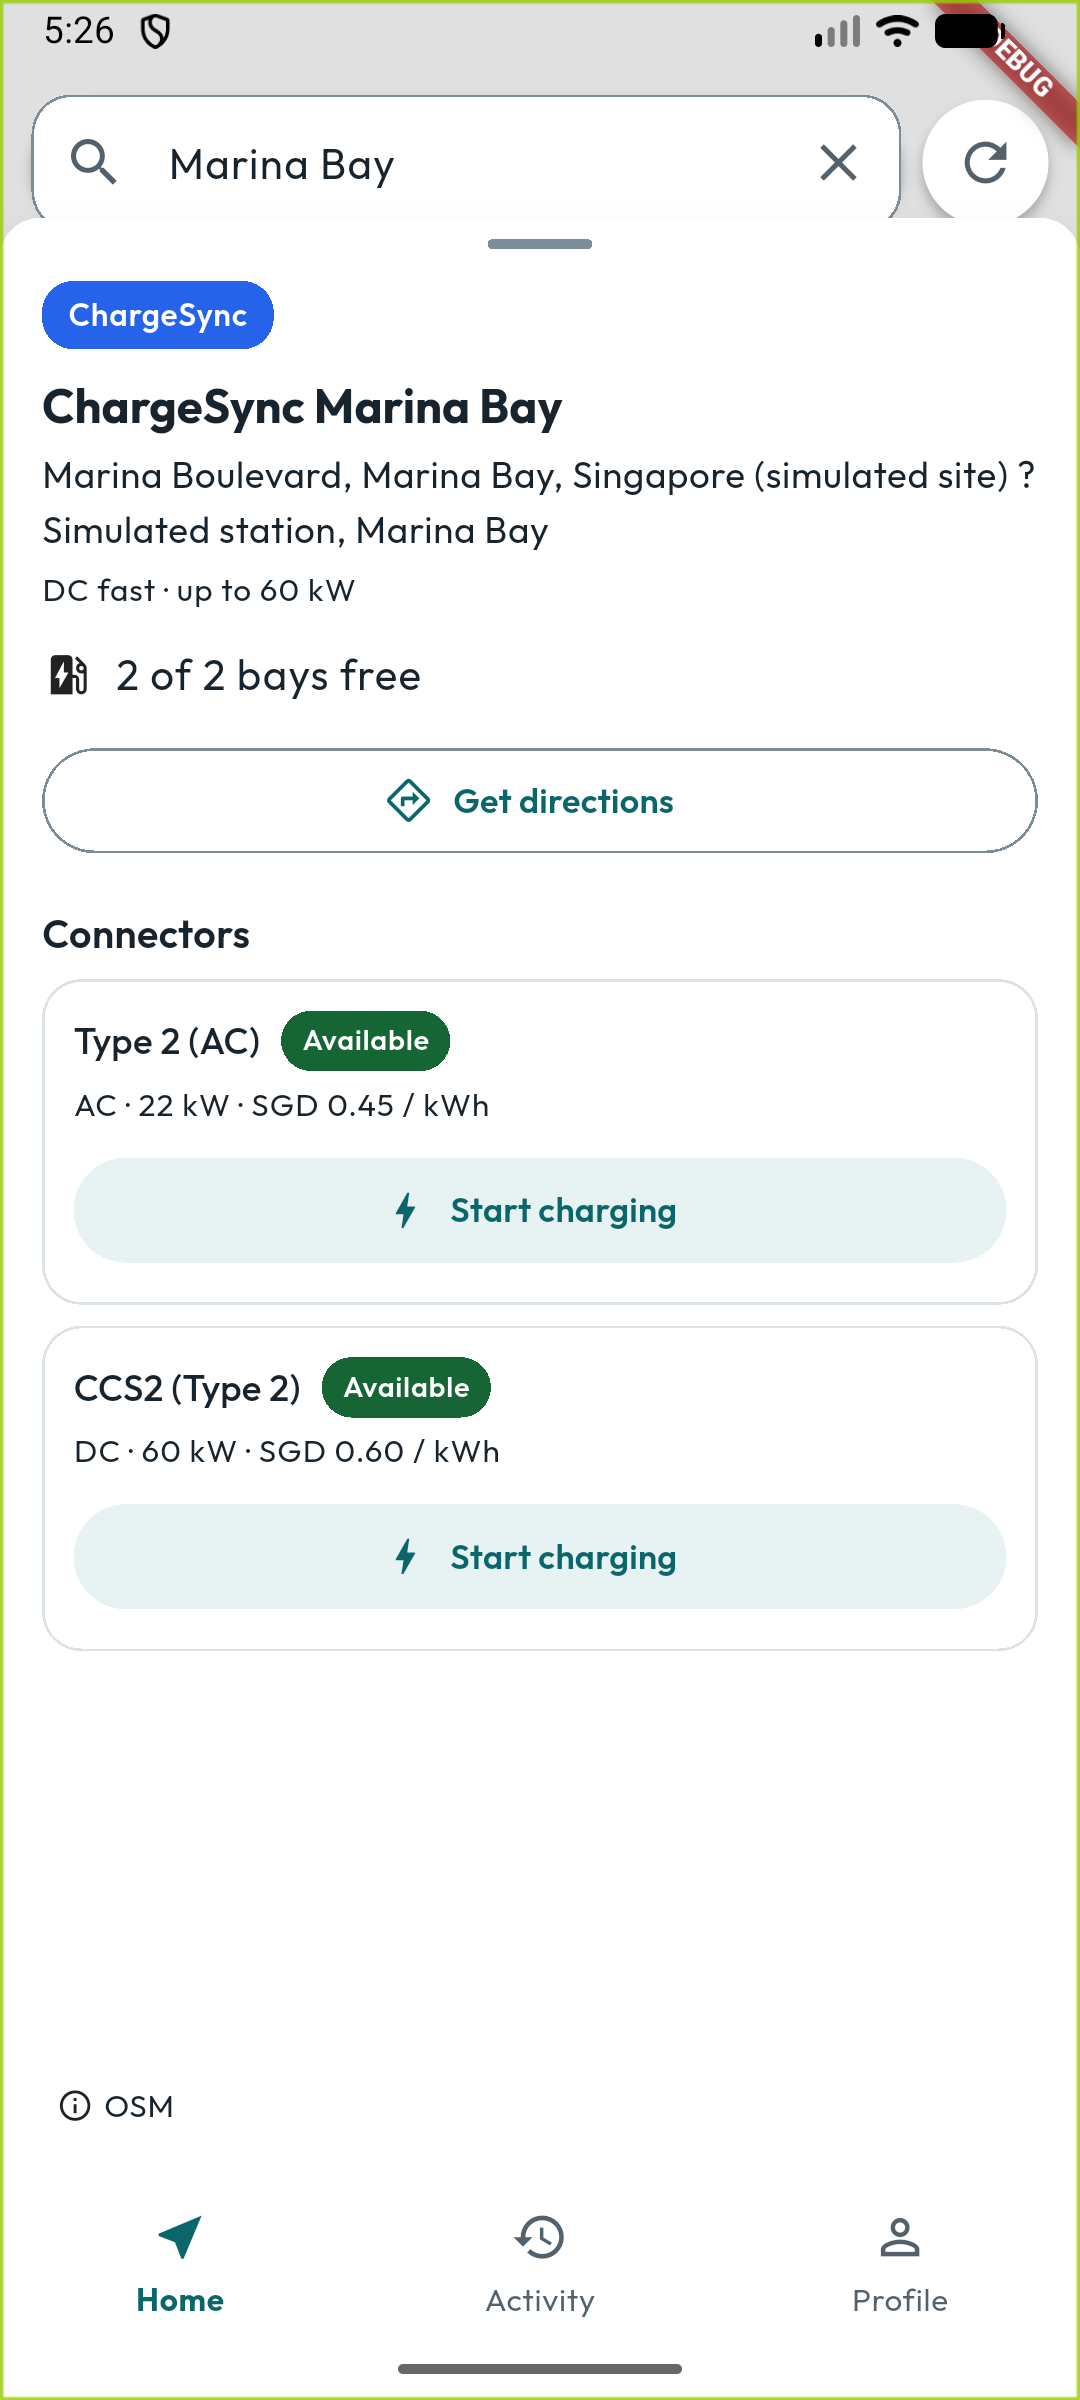 5:26
EBUG
Marina Bay
ChargeSync
ChargeSync Marina Bay
Marina Boulevard, Marina Bay, Singapore (simulated site) ?
Simulated station, Marina Bay
DC fast · up to 60 kW
2 of 2 bays free
Get directions
Connectors
Type 2 (AC) Available
AC · 22 kW · SGD 0.45 / kWh
Start charging
CCS2 (Type 2) Available
DC · 60 kW · SGD 0.60 / kWh
Start charging
OSM
Home Activity Profile